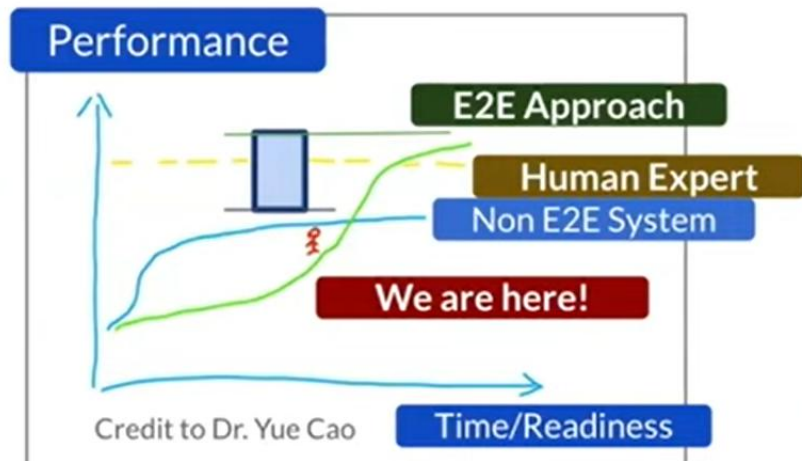 Performance
E2E Approach
Human Expert
Non E2E System
We are here!
Credit to Dr. Yue Cao
Time/Readiness